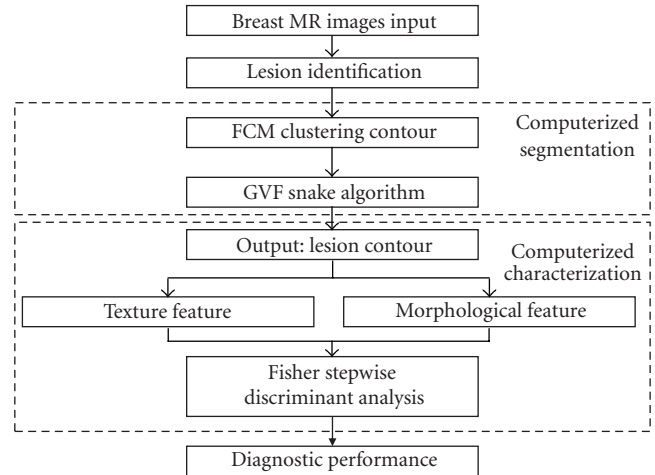 Breast MR images input
Lesion identification
FCM clustering contour
Computerized
segmentation
GVF snake algorithm
Output: lesion contour
Computerized
characterization
Texture feature
Morphological feature
Fisher stepwise
discriminant analysis
Diagnostic performance